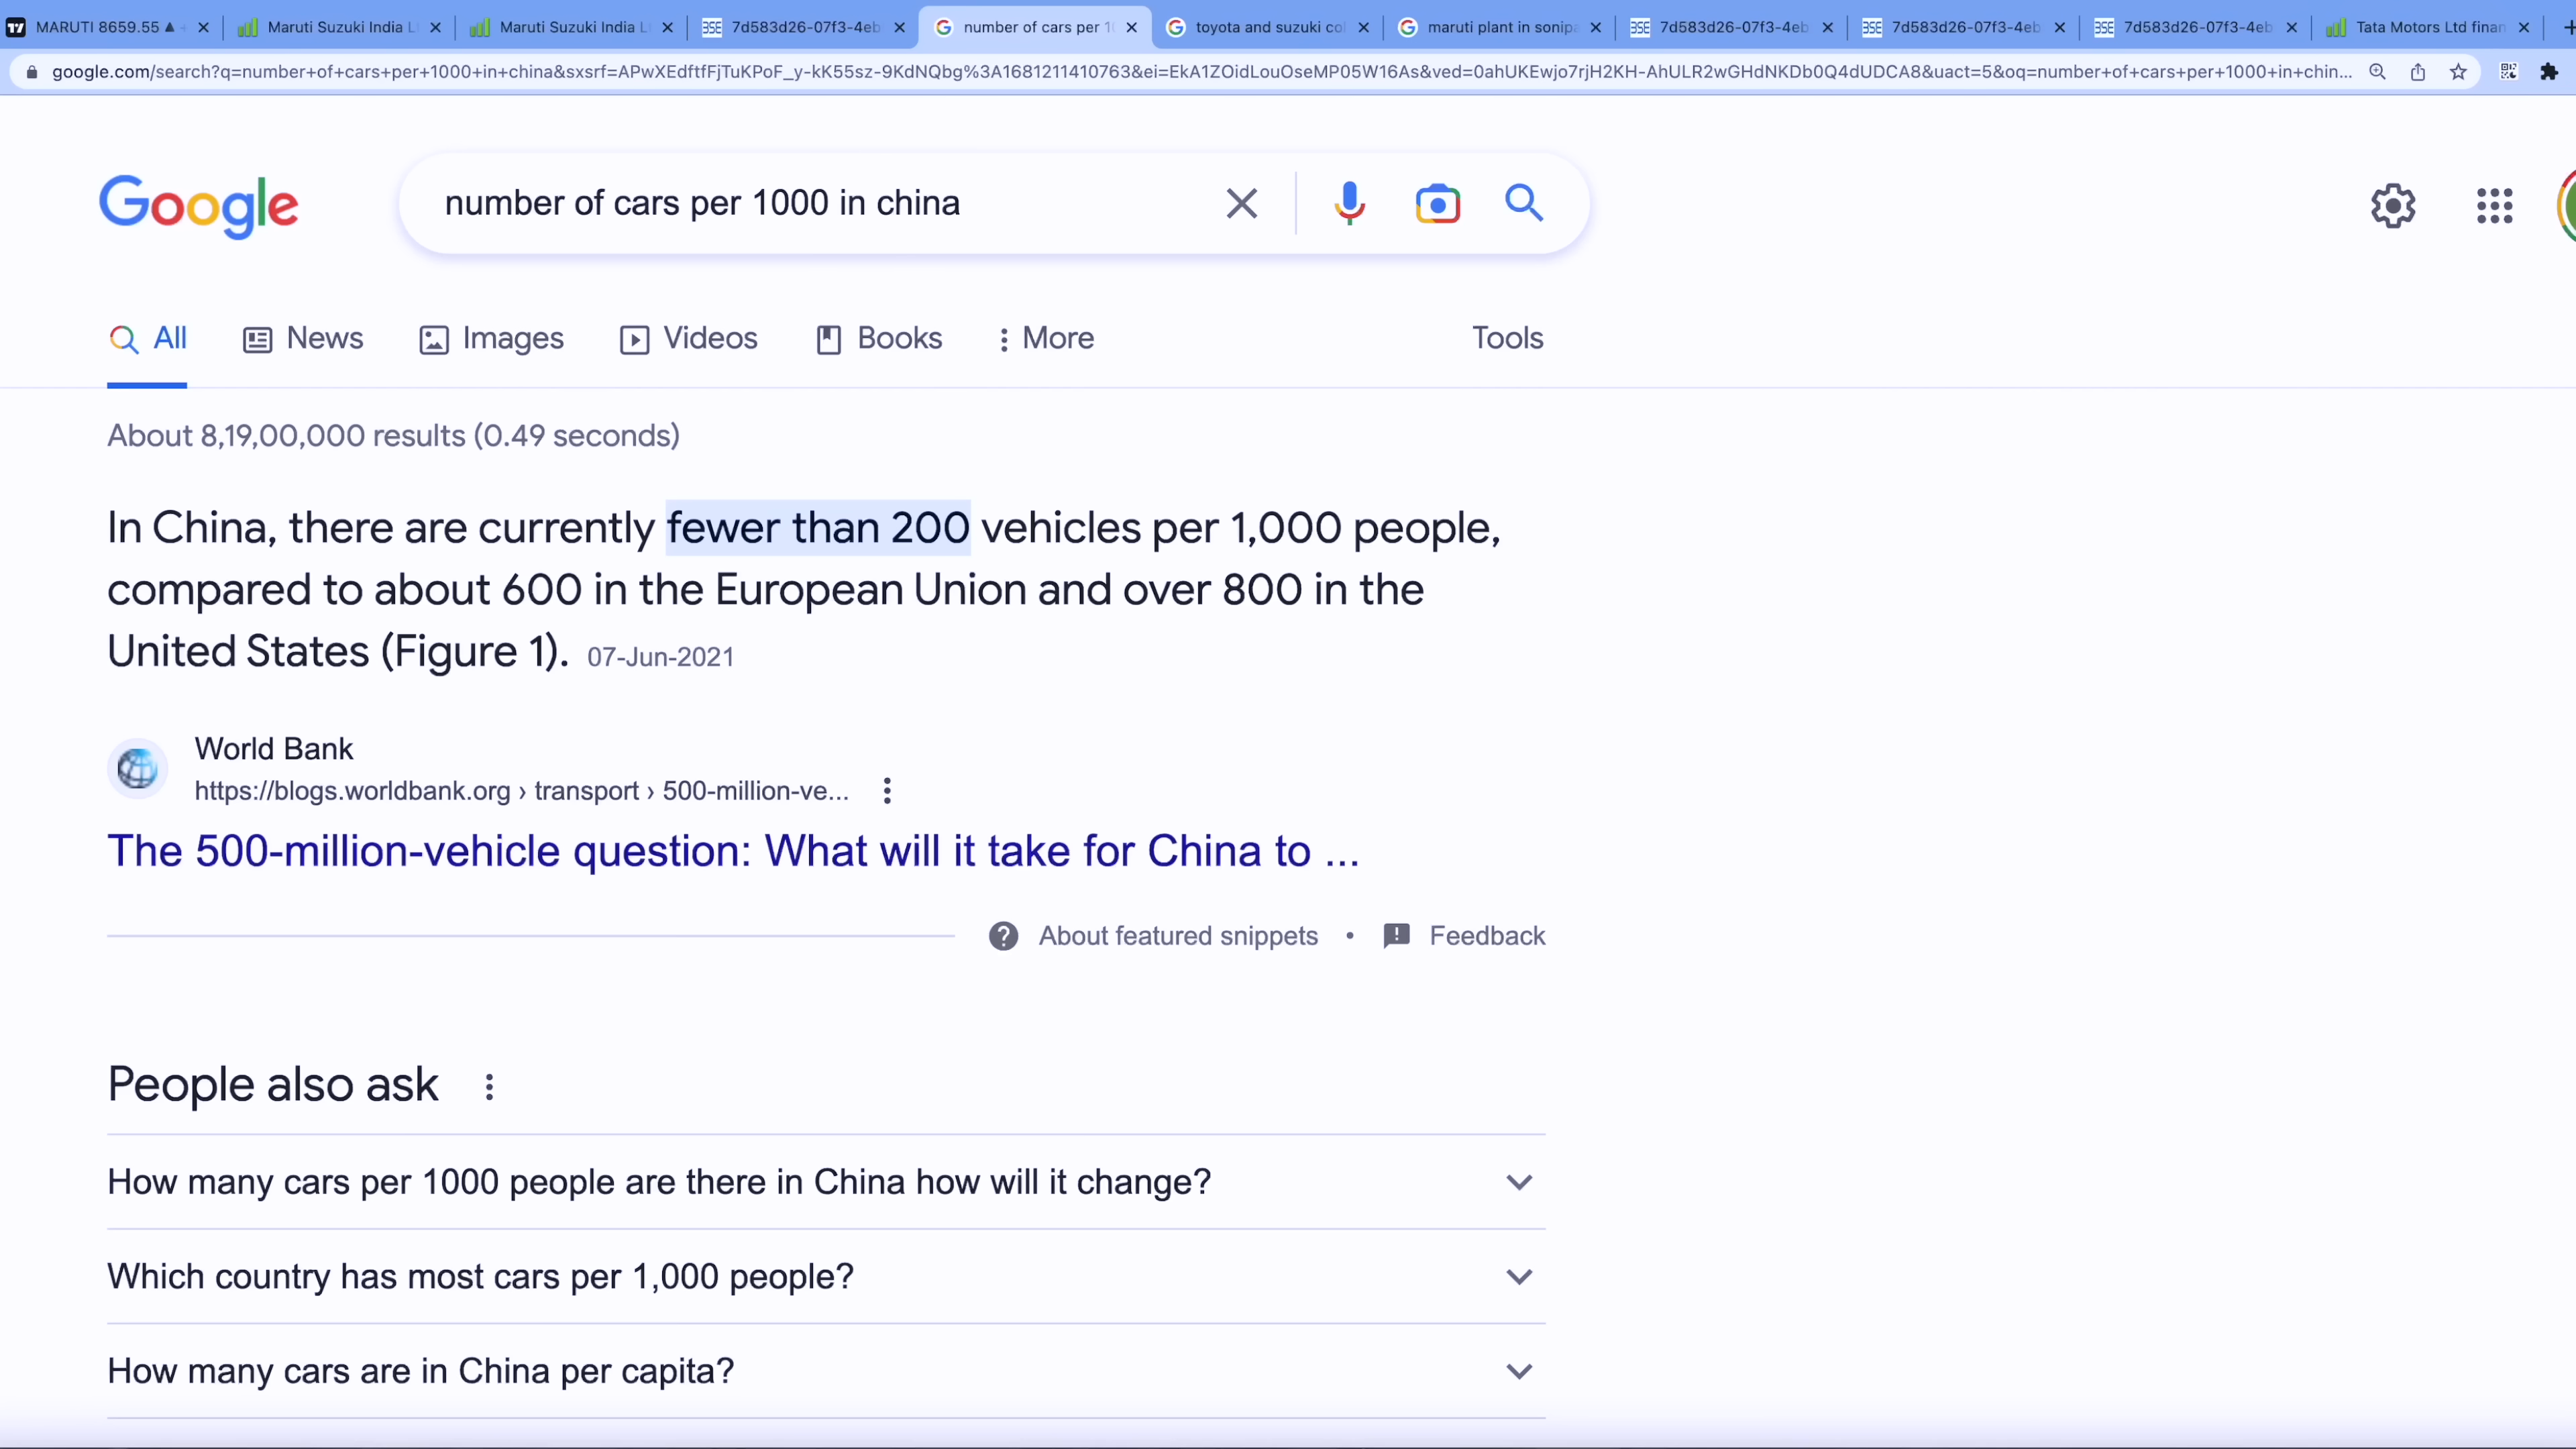 MARUTI 8659.55 ▲
Maruti Suzuki India L
Maruti Suzuki India L
BSE 7d583d26-07f3-4eb
number of cars per 10
toyota and suzuki col
maruti plant in sonipa
BSE 7d583d26-07f3-4eb
BSE 7d583d26-07f3-4eb
BSE 7d583d26-07f3-4eb
Tata Motors Ltd finan
google.com/search?q=number+of+cars+per+1000+in+china&sxsrf=APwXEdftfFjTuKPoF_y-kK55sz-9KdNQbg%3A1681211410763&ei=EkA1ZOidLouOseMP05W16As&ved=0ahUKEwjo7rjH2KH-AhULR2wGHdNKDb0Q4dUDCA8&uact=5&oq=number+of+cars+per+1000+in+chin...
Google
number of cars per 1000 in china
All News Images Videos Books More Tools
About 8,19,00,000 results (0.49 seconds)
In China, there are currently fewer than 200 vehicles per 1,000 people,
compared to about 600 in the European Union and over 800 in the
United States (Figure 1). 07-Jun-2021
World Bank
https://blogs.worldbank.org › transport › 500-million-ve...
The 500-million-vehicle question: What will it take for China to ...
About featured snippets • Feedback
People also ask
How many cars per 1000 people are there in China how will it change?
Which country has most cars per 1,000 people?
How many cars are in China per capita?